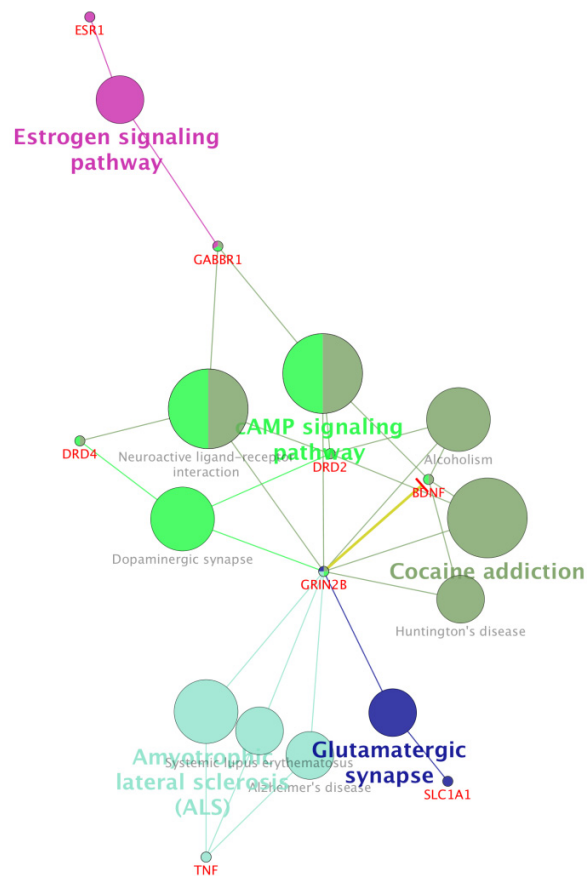 ESR1
Estrogen signaling
pathway
GABBR1
cAMP signaling
pathway
DRD4
Neuroactive ligand-receptor
interaction
DRD2
Alcoholism
BDNF
Dopaminergic synapse
Cocaine addiction
GRIN2B
Huntington's disease
Glutamatergic
synapse
Amyotrophic
lateral sclerosis
(ALS)
Systemic lupus erythematosus
Alzheimer's disease
SLC1A1
TNF